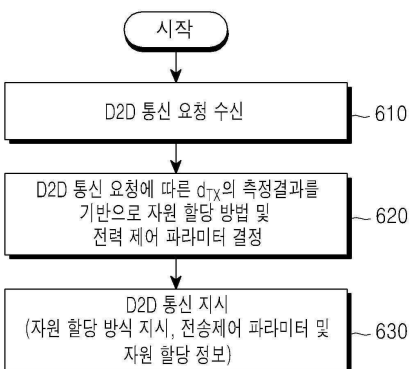 시작
D2D 통신 요청 수신
610
D2D 통신 요청에 따른 dTX의 측정결과를
기반으로 자원 할당 방법 및
전력 제어 파라미터 결정
620
D2D 통신 지시
(자원 할당 방식 지시, 전송제어 파라미터 및
자원 할당 정보)
630